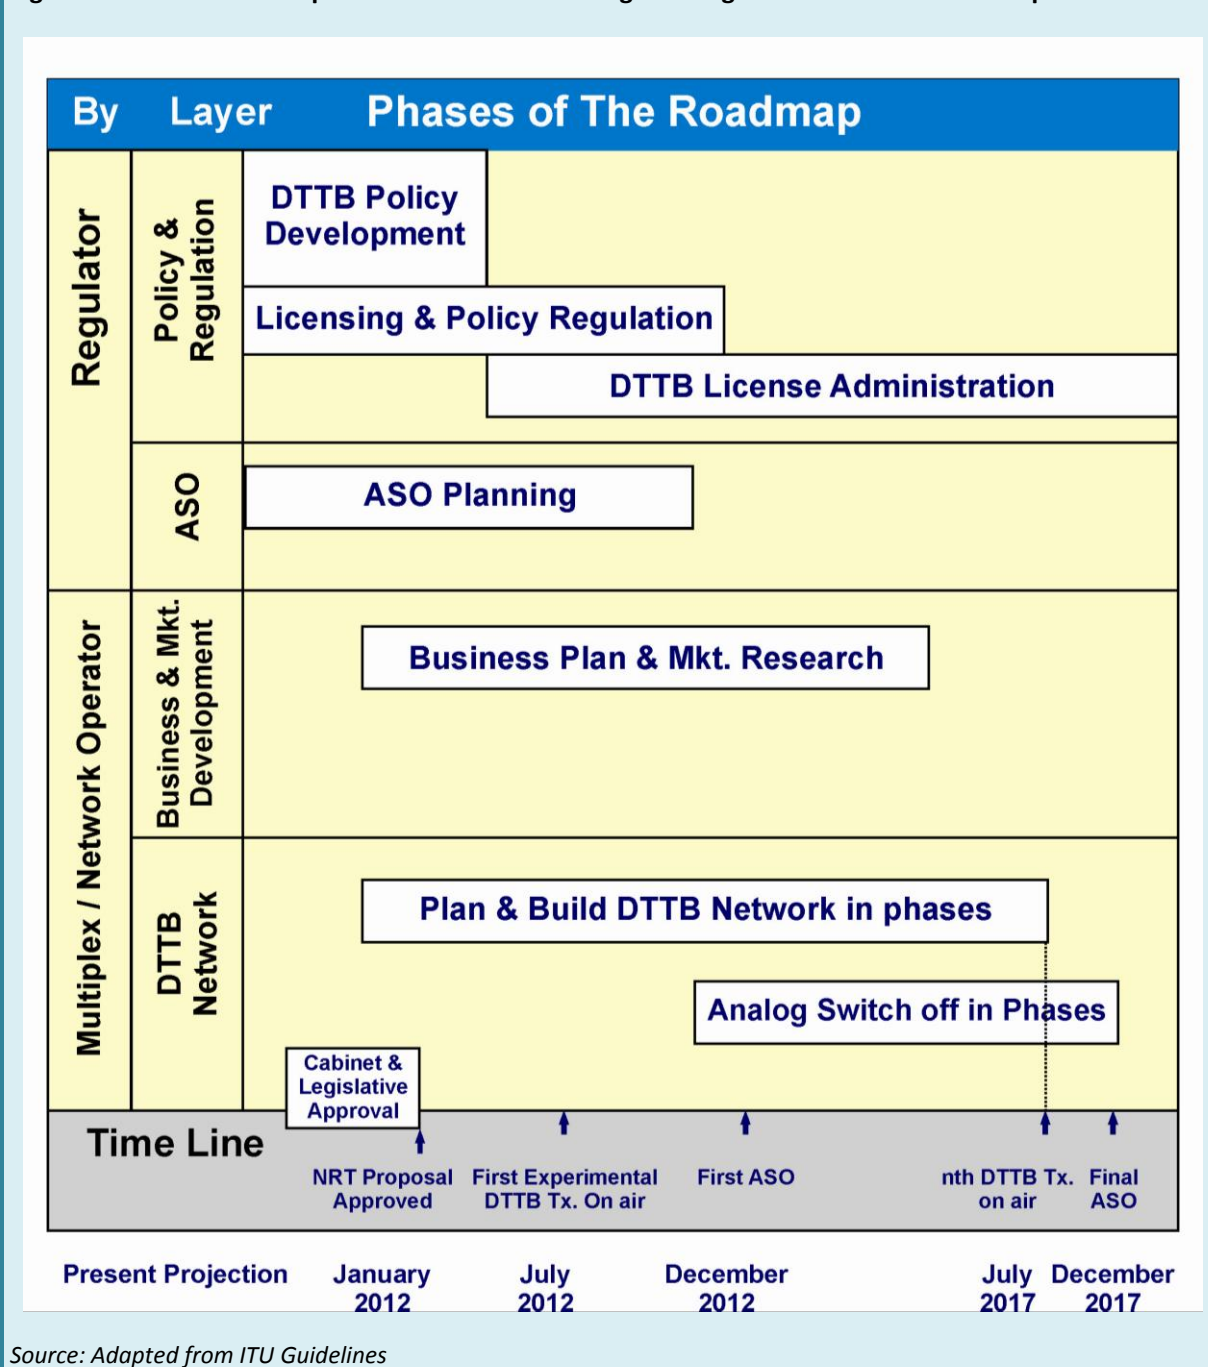 By Layer Phases of The Roadmap
Regulator
Policy &
Regulation
DTTB Policy
Development
Licensing & Policy Regulation
DTTB License Administration
ASO
ASO Planning
Multiplex / Network Operator
Business & Mkt.
Development
Business Plan & Mkt. Research
DTTB
Network
Plan & Build DTTB Network in phases
Analog Switch off in Phases
Cabinet &
Legislative
Approval
Time Line
NRT Proposal
Approved
First Experimental
DTTB Tx. On air
First ASO
nth DTTB Tx.
on air
Final
ASO
Present Projection
January
2012
July
2012
December
2012
July
2017
December
2017
Source: Adapted from ITU Guidelines